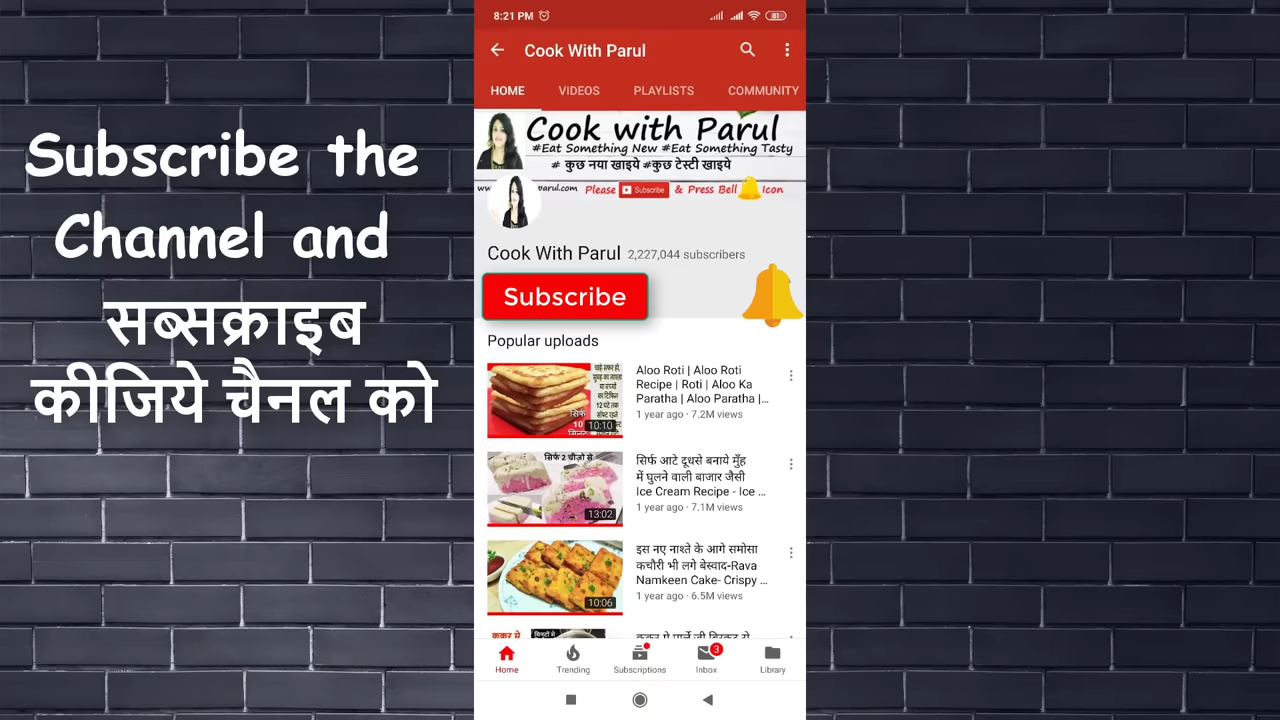 Subscribe the
Channel and
सब्सक्राइब
कीजिये चैनल को
8:21 PM
81
Cook With Parul
HOME VIDEOS PLAYLISTS COMMUNITY
Cook with Parul
#Eat Something New #Eat Something Tasty
# कुछ नया खाइये #कुछ टेस्टी खाइये
Please Subscribe & Press Bell Icon
Cook With Parul 2,227,044 subscribers
Subscribe
Popular uploads
Aloo Roti | Aloo Roti
Recipe | Roti | Aloo Ka
Paratha | Aloo Paratha |...
1 year ago · 7.2M views
सिर्फ
10
10:10
सिर्फ 2 चीज़ो से
13:02
सिर्फ आटे दूधसे बनाये मुँह
में घुलने वाली बाजार जैसी
Ice Cream Recipe - Ice ...
1 year ago · 7.1M views
10:06
इस नए नाश्ते के आगे समोसा
कचौरी भी लगे बेस्वाद-Rava
Namkeen Cake- Crispy ...
1 year ago · 6.5M views
Home Trending Subscriptions Inbox Library
3